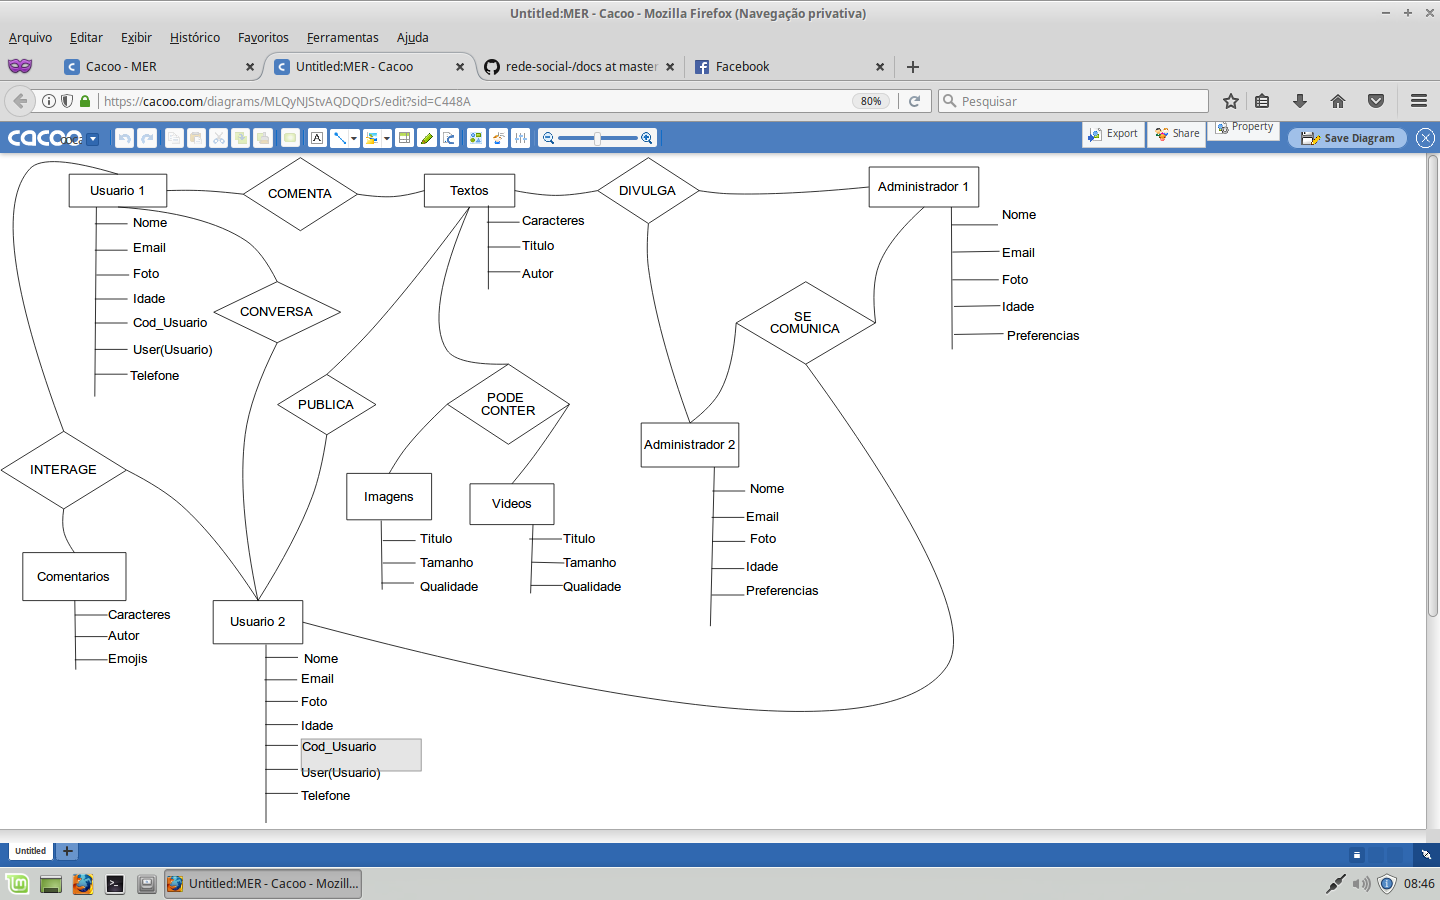 Untitled:MER - Cacoo - Mozilla Firefox (Navegação privativa)
Arquivo Editar Exibir Histórico Favoritos Ferramentas Ajuda
Cacoo - MER
Untitled:MER - Cacoo
rede-social-/docs at master
Facebook
https://cacoo.com/diagrams/MLQyNJStvAQDQDrS/edit?sid=C448A
80%
Pesquisar
cacoo
Export
Share
Property
Save Diagram
Usuario 1
Nome
Email
Foto
Idade
Cod_Usuario
User(Usuario)
Telefone
COMENTA
Textos
Caracteres
Titulo
Autor
DIVULGA
Administrador 1
Nome
Email
Foto
Idade
Preferencias
CONVERSA
SE
COMUNICA
PUBLICA
PODE
CONTER
INTERAGE
Administrador 2
Nome
Email
Foto
Idade
Preferencias
Imagens
Titulo
Tamanho
Qualidade
Videos
Titulo
Tamanho
Qualidade
Comentarios
Caracteres
Autor
Emojis
Usuario 2
Nome
Email
Foto
Idade
Cod_Usuario
User(Usuario)
Telefone
Untitled
Untitled:MER - Cacoo - Mozill...
08:46